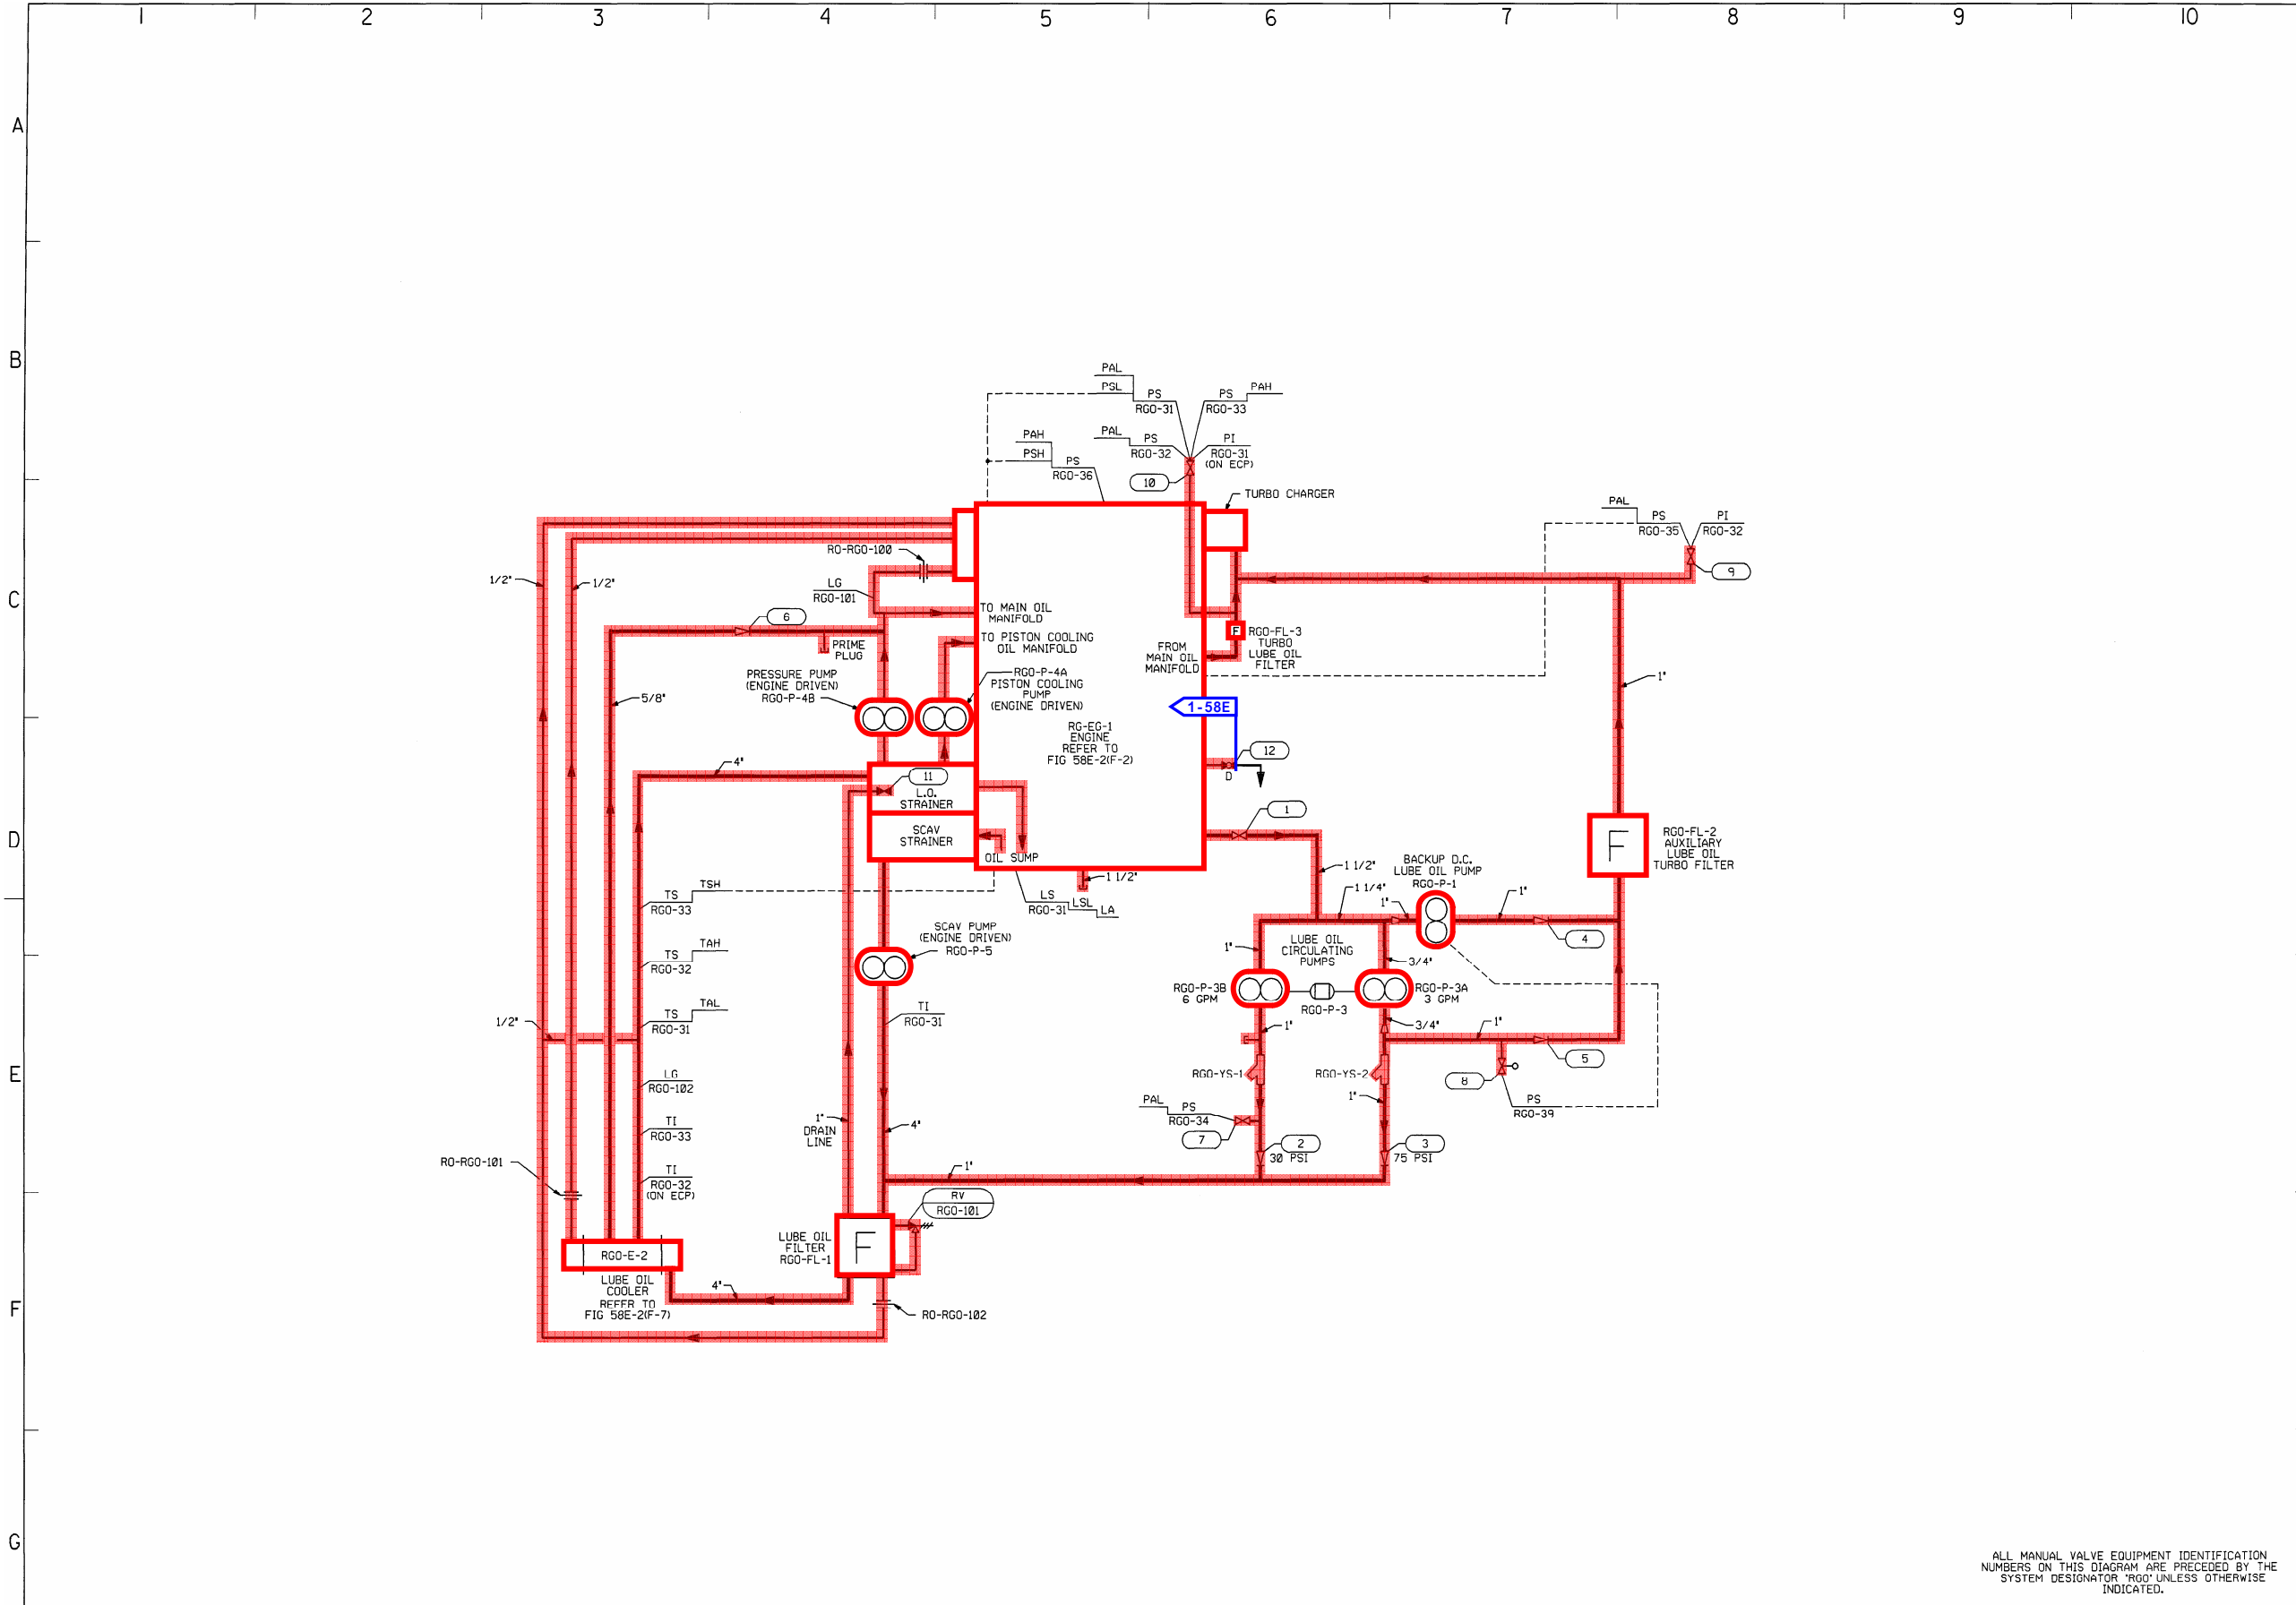 1 2 3 4 5 6 7 8 9 10
A
B
C
D
E
F
G
PAL
PSL
PS
RGO-31
PS
RGO-33
PAH
PAH
PSH
PS
RGO-36
PAL
PS
RGO-32
PI
RGO-31
(ON ECP)
10
TURBO CHARGER
PAL
PS
RGO-35
PI
RGO-32
9
RO-RGO-100
1/2"
1/2"
LG
RGO-101
6
PRIME
PLUG
TO MAIN OIL
MANIFOLD
TO PISTON COOLING
OIL MANIFOLD
FROM
MAIN OIL
MANIFOLD
F
RGO-FL-3
TURBO
LUBE OIL
FILTER
PRESSURE PUMP
(ENGINE DRIVEN)
RGO-P-4B
RGO-P-4A
PISTON COOLING
PUMP
(ENGINE DRIVEN)
5/8"
1"
1-58E
RG-EG-1
ENGINE
REFER TO
FIG 58E-2(F-2)
12
D
4"
11
L.O.
STRAINER
SCAV
STRAINER
OIL SUMP
1
1 1/2"
1 1/2"
F
RGO-FL-2
AUXILIARY
LUBE OIL
TURBO FILTER
BACKUP D.C.
LUBE OIL PUMP
RGO-P-1
1 1/4"
1"
1"
4
TS
RGO-33
TSH
LS
RGO-31
LSL
LA
SCAV PUMP
(ENGINE DRIVEN)
RGO-P-5
TS
RGO-32
TAH
1"
LUBE OIL
CIRCULATING
PUMPS
3/4"
RGO-P-3B
6 GPM
RGO-P-3
RGO-P-3A
3 GPM
TS
RGO-31
TAL
1/2"
TI
RGO-31
1"
3/4"
1"
5
LG
RGO-102
RGO-YS-1
RGO-YS-2
8
PS
RGO-39
1"
PAL
PS
RGO-34
7
2
30 PSI
3
75 PSI
1"
DRAIN
LINE
4"
TI
RGO-33
RO-RGO-101
TI
RGO-32
(ON ECP)
1"
RV
RGO-101
LUBE OIL
FILTER
RGO-FL-1
F
RGO-E-2
LUBE OIL
COOLER
REFER TO
FIG 58E-2(F-7)
4"
RO-RGO-102
ALL MANUAL VALVE EQUIPMENT IDENTIFICATION
NUMBERS ON THIS DIAGRAM ARE PRECEDED BY THE
SYSTEM DESIGNATOR "RGO" UNLESS OTHERWISE
INDICATED.